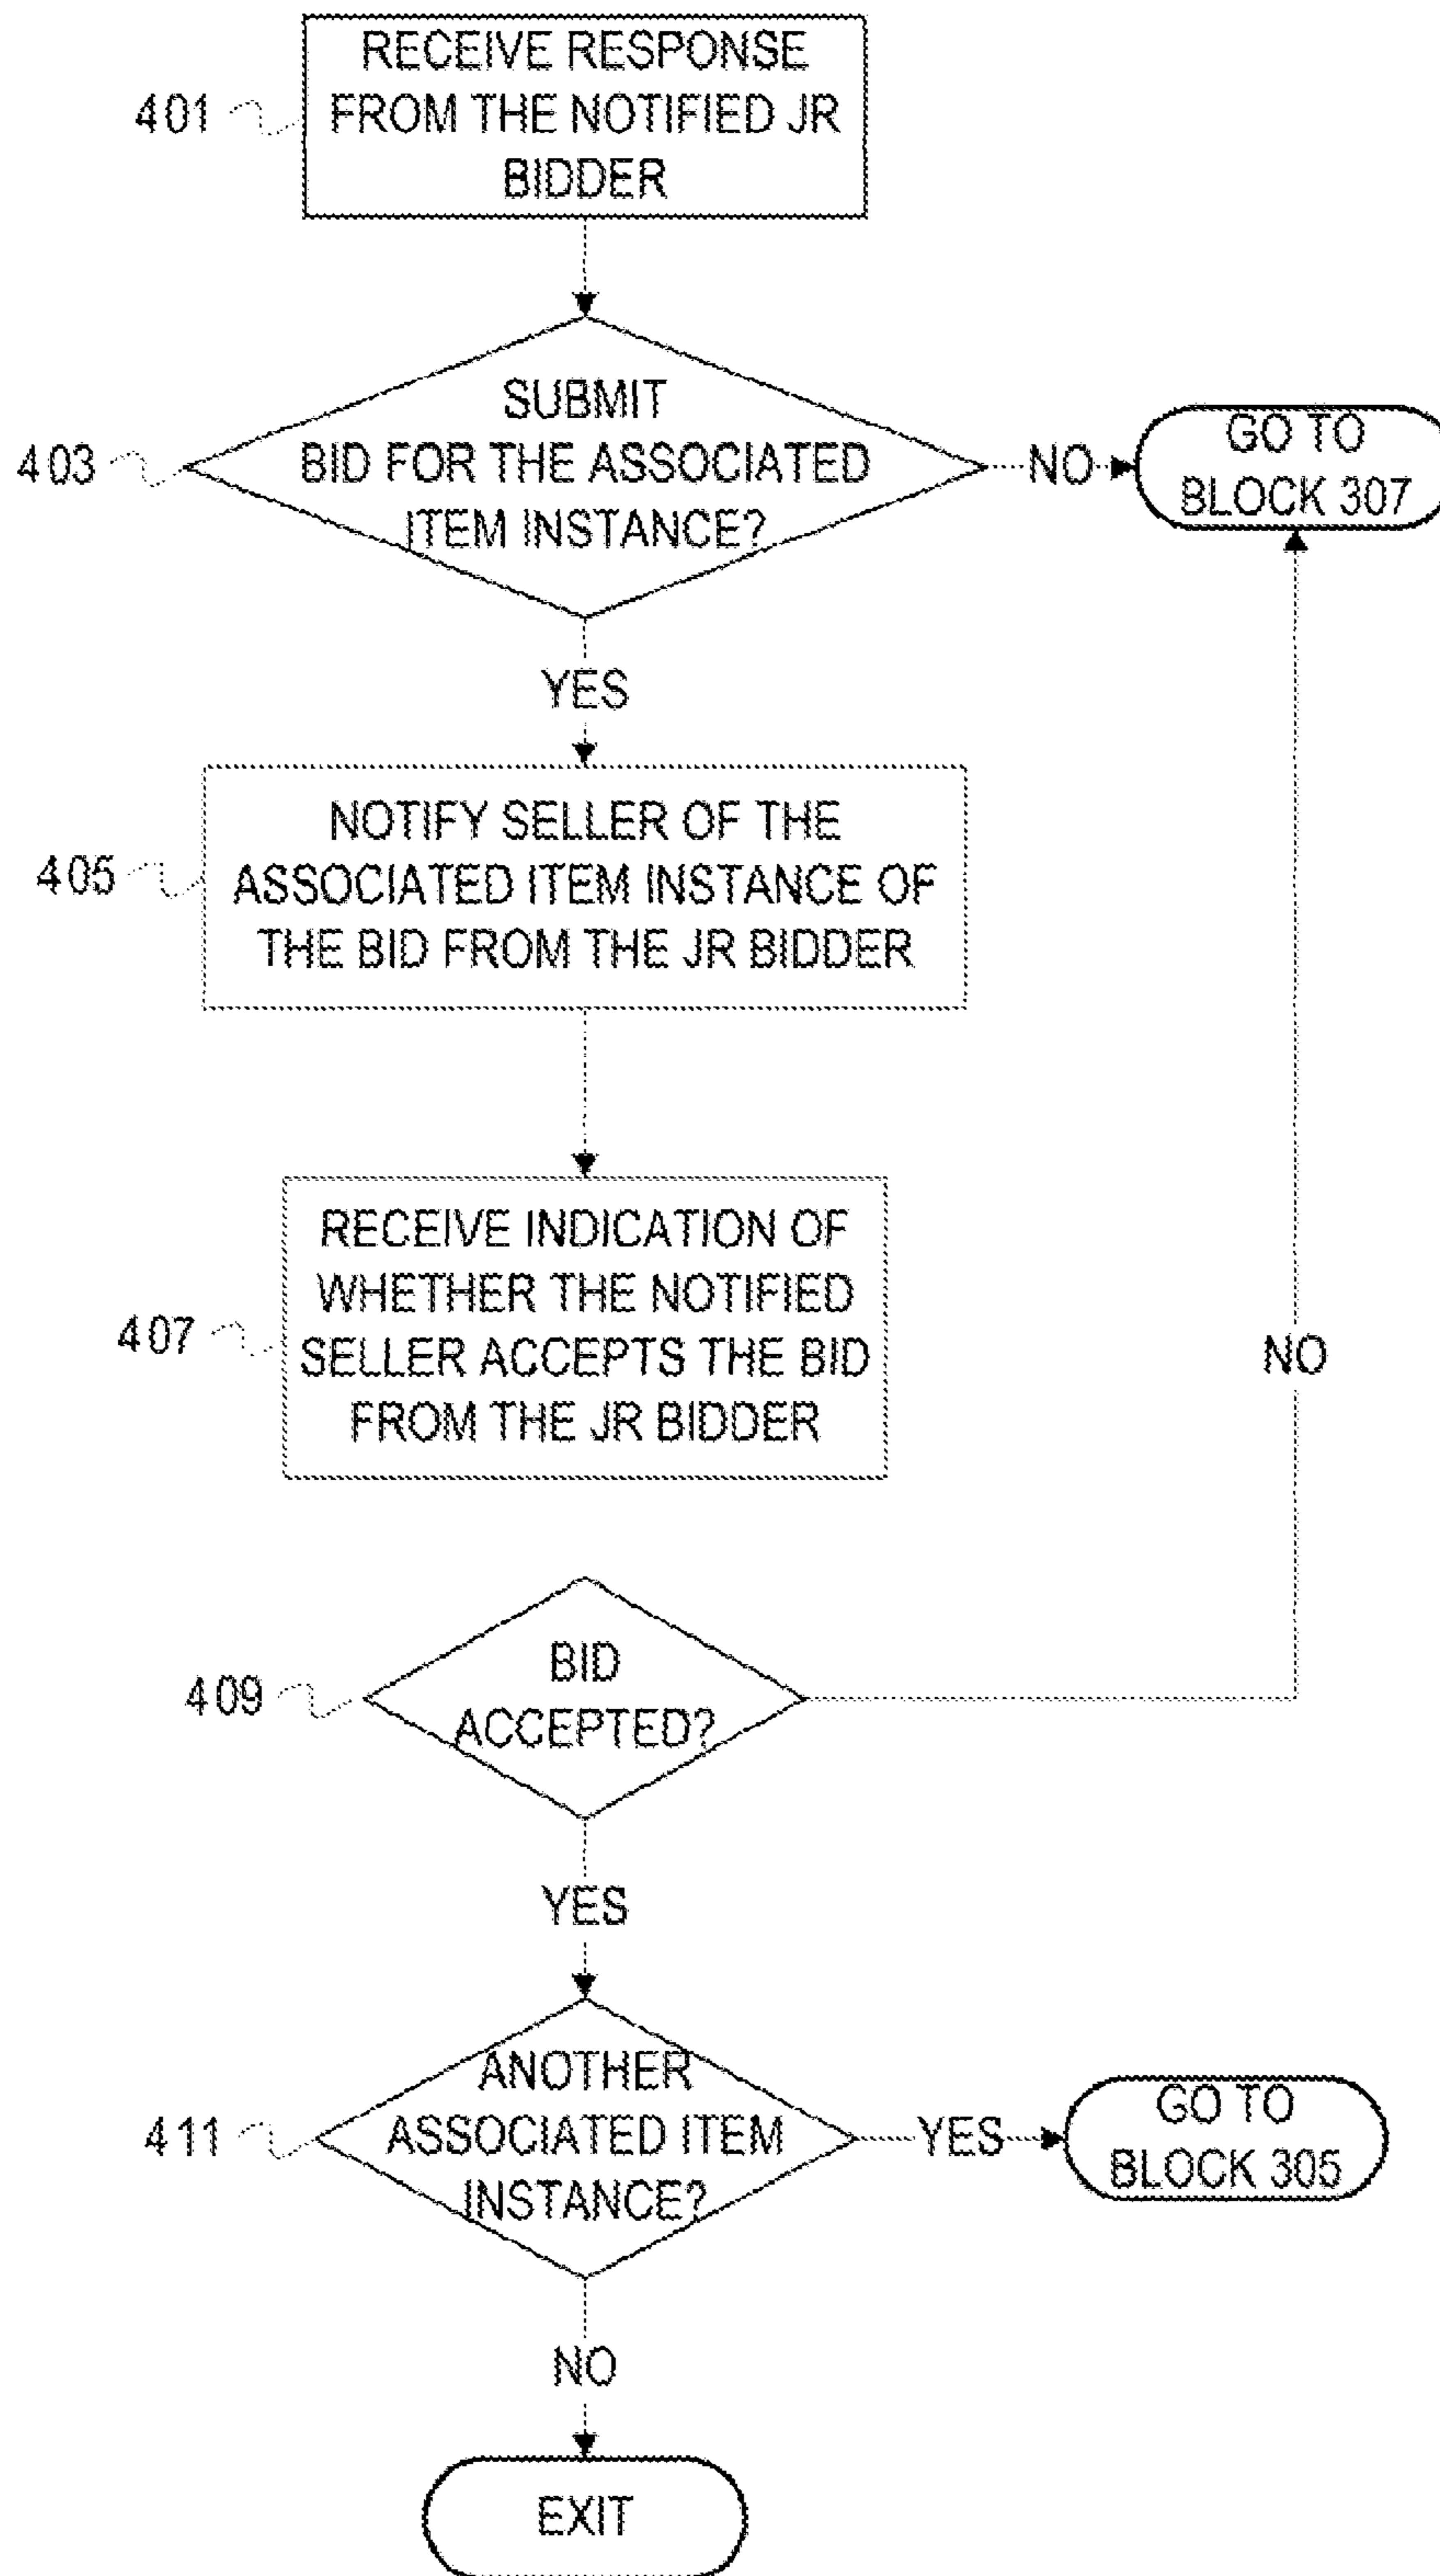 RECEIVE RESPONSE
FROM THE NOTIFIED JR
BIDDER
401
SUBMIT
BID FOR THE ASSOCIATED
ITEM INSTANCE?
403
NO
GO TO
BLOCK 307
YES
NOTIFY SELLER OF THE
ASSOCIATED ITEM INSTANCE OF
THE BID FROM THE JR BIDDER
405
RECEIVE INDICATION OF
WHETHER THE NOTIFIED
SELLER ACCEPTS THE BID
FROM THE JR BIDDER
407
NO
BID
ACCEPTED?
409
YES
ANOTHER
ASSOCIATED ITEM
INSTANCE?
411
YES
GO TO
BLOCK 305
NO
EXIT